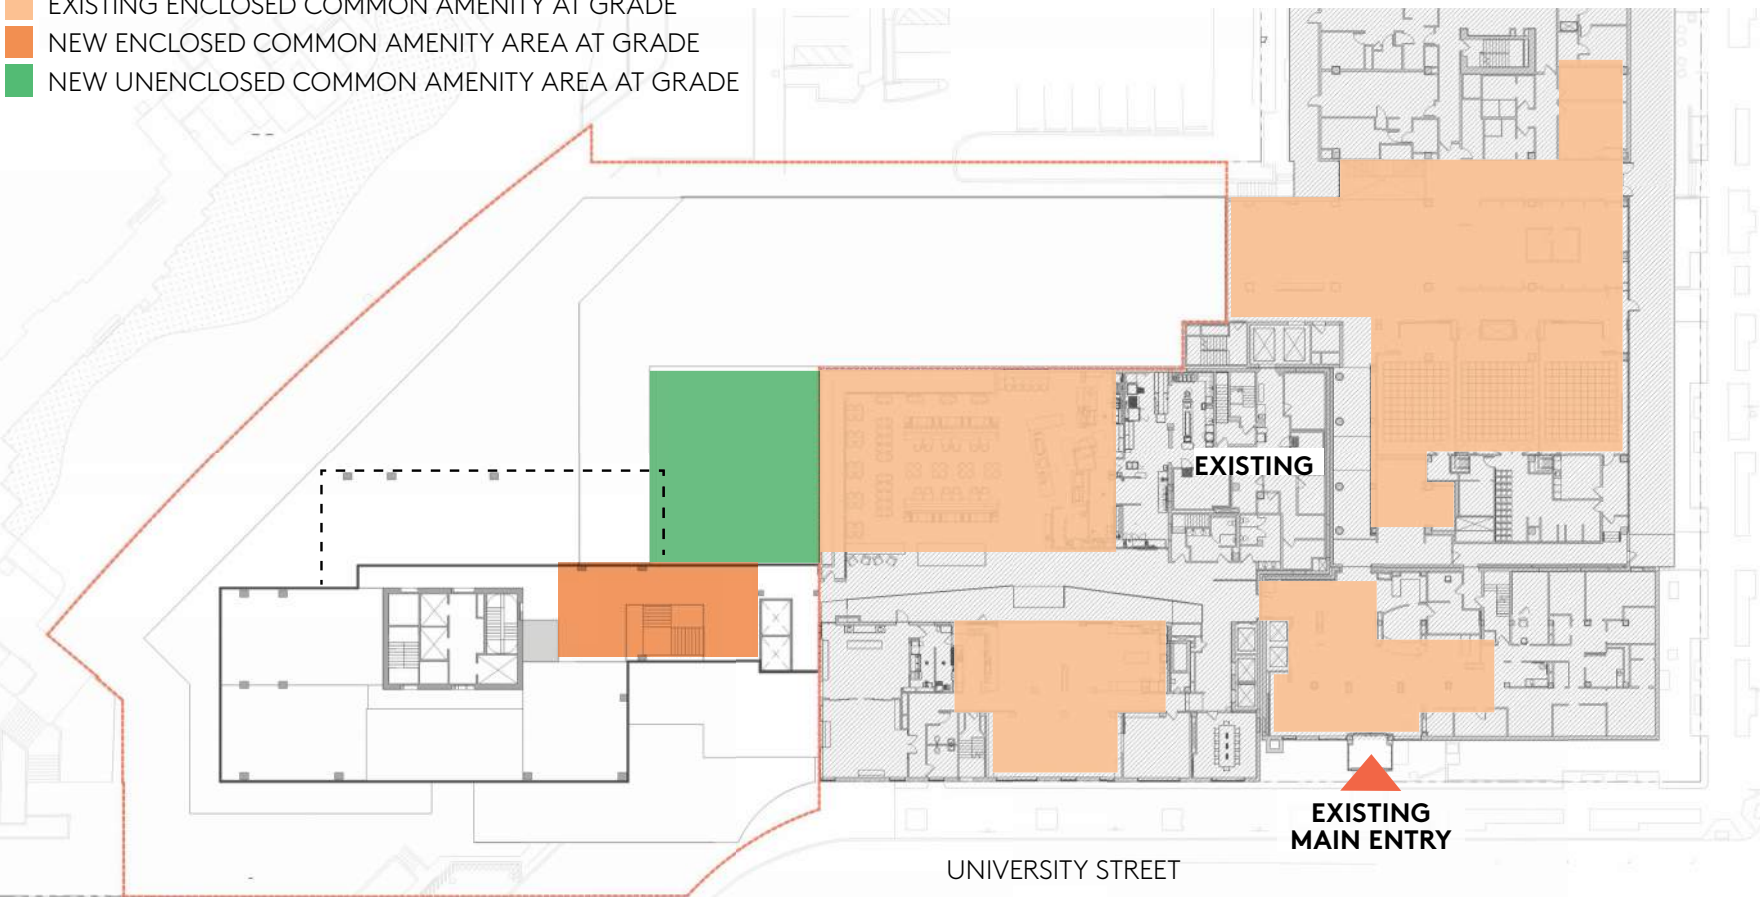 EXISTING ENCLOSED COMMON AMENITY AT GRADE
NEW ENCLOSED COMMON AMENITY AREA AT GRADE
NEW UNENCLOSED COMMON AMENITY AREA AT GRADE
EXISTING
EXISTING
MAIN ENTRY
UNIVERSITY STREET